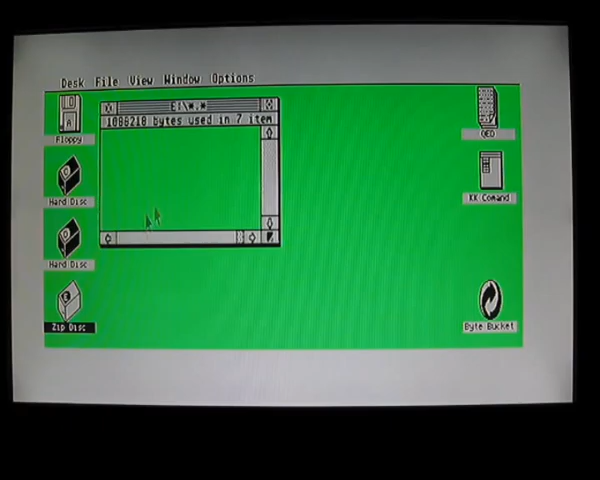 Desk File View Window Options
E:\*.*
1086218 bytes used in 7 item
Floppy
Hard Disc
Hard Disc
Zip Disc
QED
KK Comand
Byte Bucket